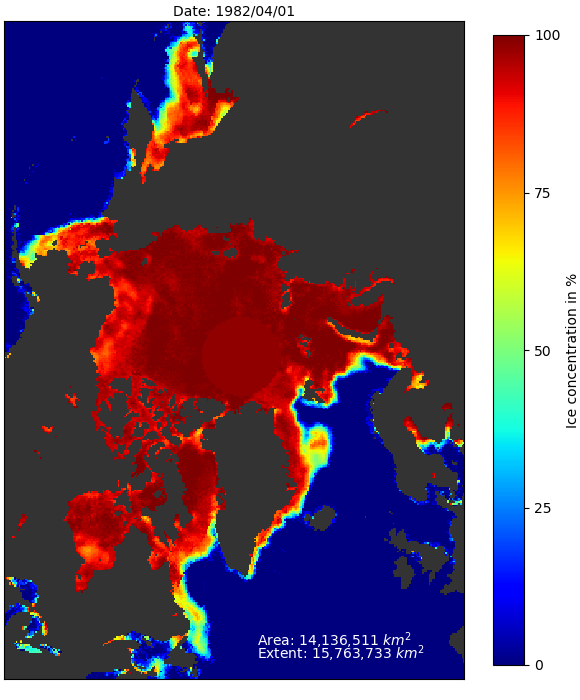 Date: 1982/04/01
100
75
50
25
0
Ice concentration in %
Area: 14,136,511 km²
Extent: 15,763,733 km²